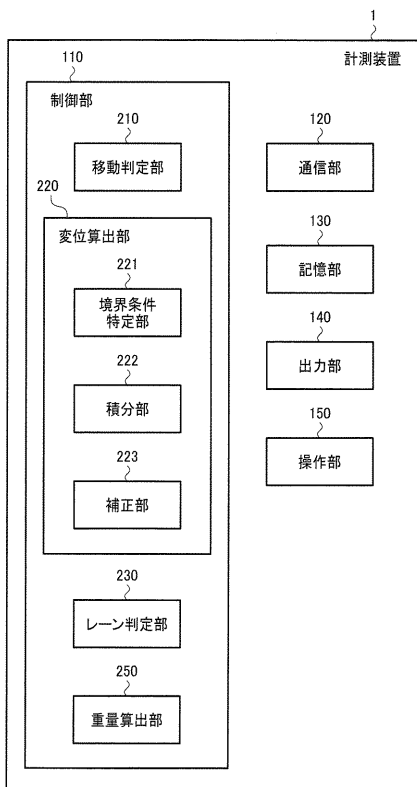 1
計測装置
110
制御部
210
移動判定部
220
変位算出部
221
境界条件
特定部
222
積分部
223
補正部
230
レーン判定部
250
重量算出部
120
通信部
130
記憶部
140
出力部
150
操作部